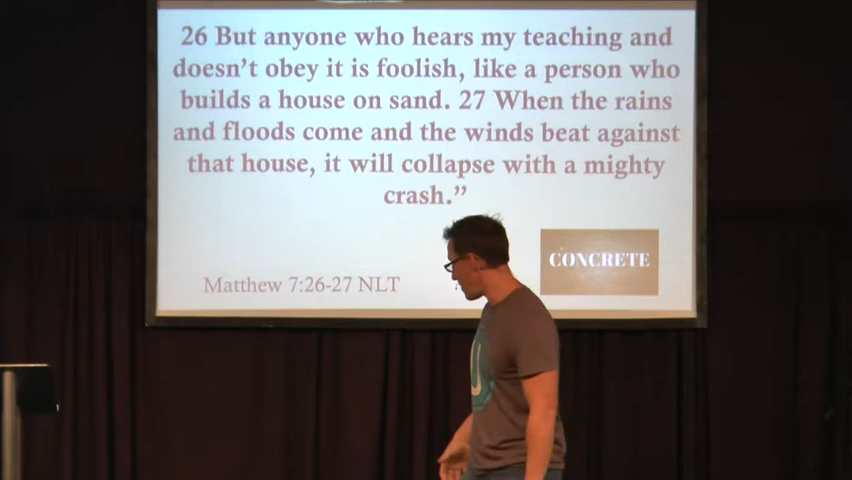 26 But anyone who hears my teaching and
doesn’t obey it is foolish, like a person who
builds a house on sand. 27 When the rains
and floods come and the winds beat against
that house, it will collapse with a mighty
crash.”
CONCRETE
Matthew 7:26-27 NLT
U